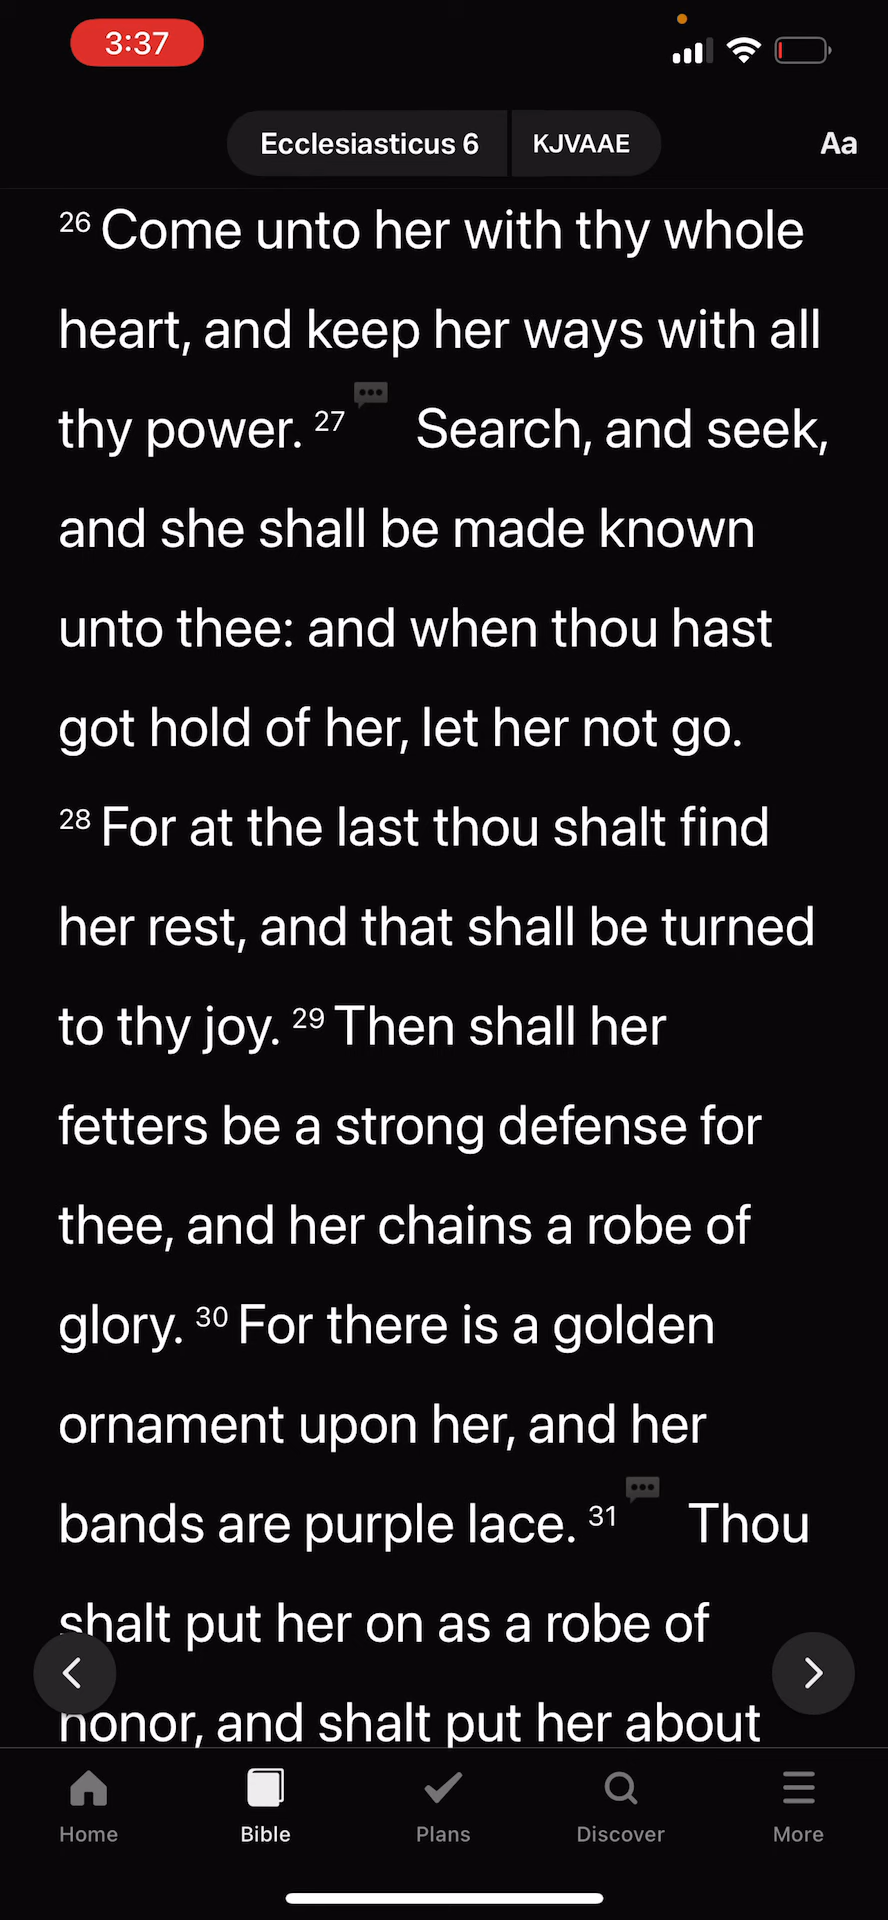 3:37
Ecclesiasticus 6 KJVAAE Aa
26 Come unto her with thy whole
heart, and keep her ways with all
thy power. 27 Search, and seek,
and she shall be made known
unto thee: and when thou hast
got hold of her, let her not go.
28 For at the last thou shalt find
her rest, and that shall be turned
to thy joy. 29 Then shall her
fetters be a strong defense for
thee, and her chains a robe of
glory. 30 For there is a golden
ornament upon her, and her
bands are purple lace. 31 Thou
shalt put her on as a robe of
honor, and shalt put her about
Home Bible Plans Discover More